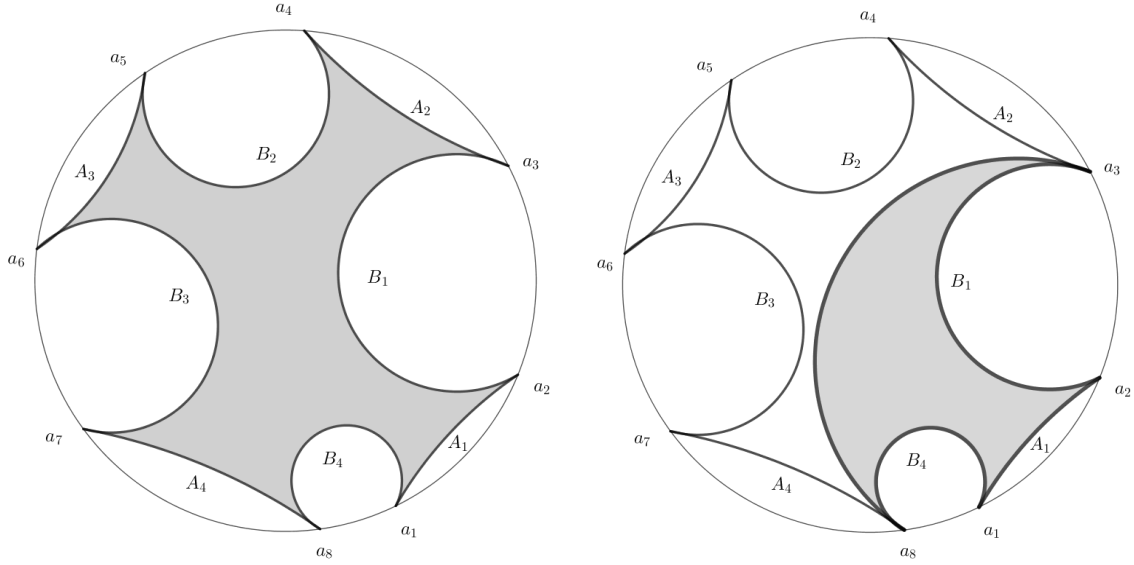 a₄
a₅
A₂
a₃
B₂
A₃
a₆
B₁
B₃
a₂
a₇
A₁
B₄
A₄
a₁
a₈
a₄
a₅
A₂
a₃
B₂
A₃
a₆
B₁
B₃
a₂
a₇
A₁
B₄
A₄
a₁
a₈